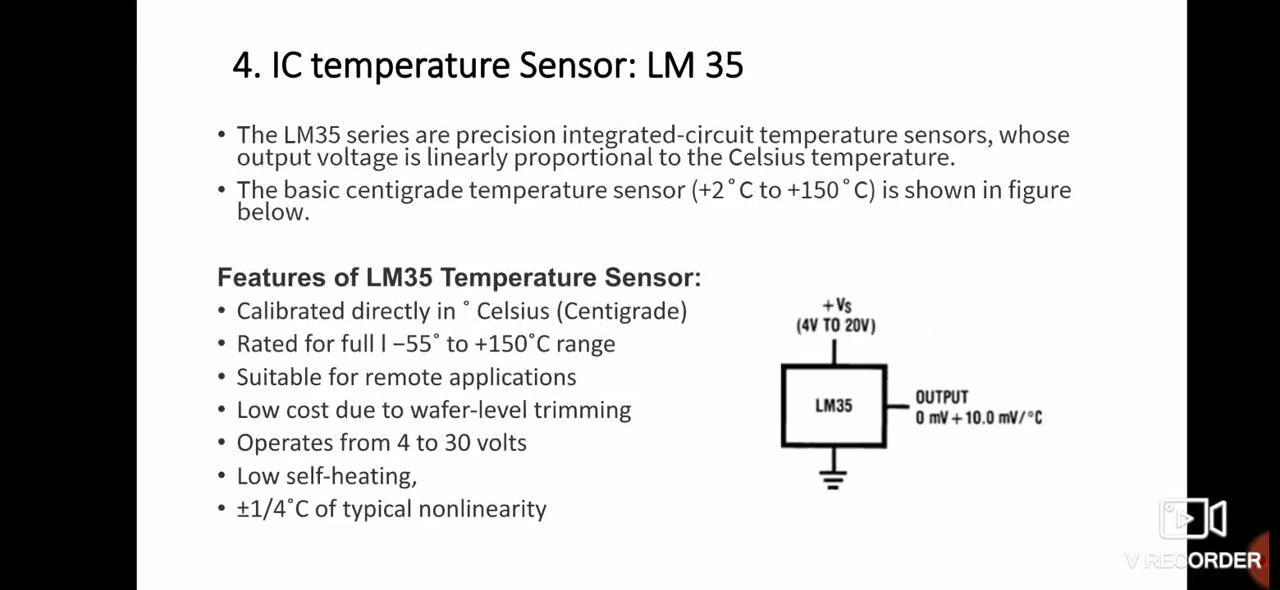 4. IC temperature Sensor: LM 35
• The LM35 series are precision integrated-circuit temperature sensors, whose
output voltage is linearly proportional to the Celsius temperature.
• The basic centigrade temperature sensor (+2˚C to +150˚C) is shown in figure
below.
Features of LM35 Temperature Sensor:
• Calibrated directly in ˚ Celsius (Centigrade)
• Rated for full l −55˚ to +150˚C range
• Suitable for remote applications
• Low cost due to wafer-level trimming
• Operates from 4 to 30 volts
• Low self-heating,
• ±1/4˚C of typical nonlinearity
+VS
(4V TO 20V)
LM35
OUTPUT
0 mV + 10.0 mV/°C
V RECORDER